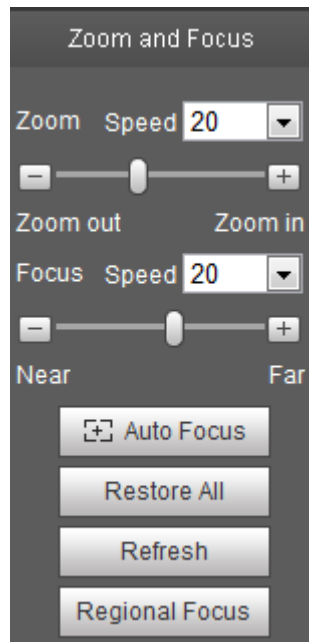 Zoom and Focus
Zoom Speed 20
Zoom out Zoom in
Focus Speed 20
Near Far
Auto Focus
Restore All
Refresh
Regional Focus